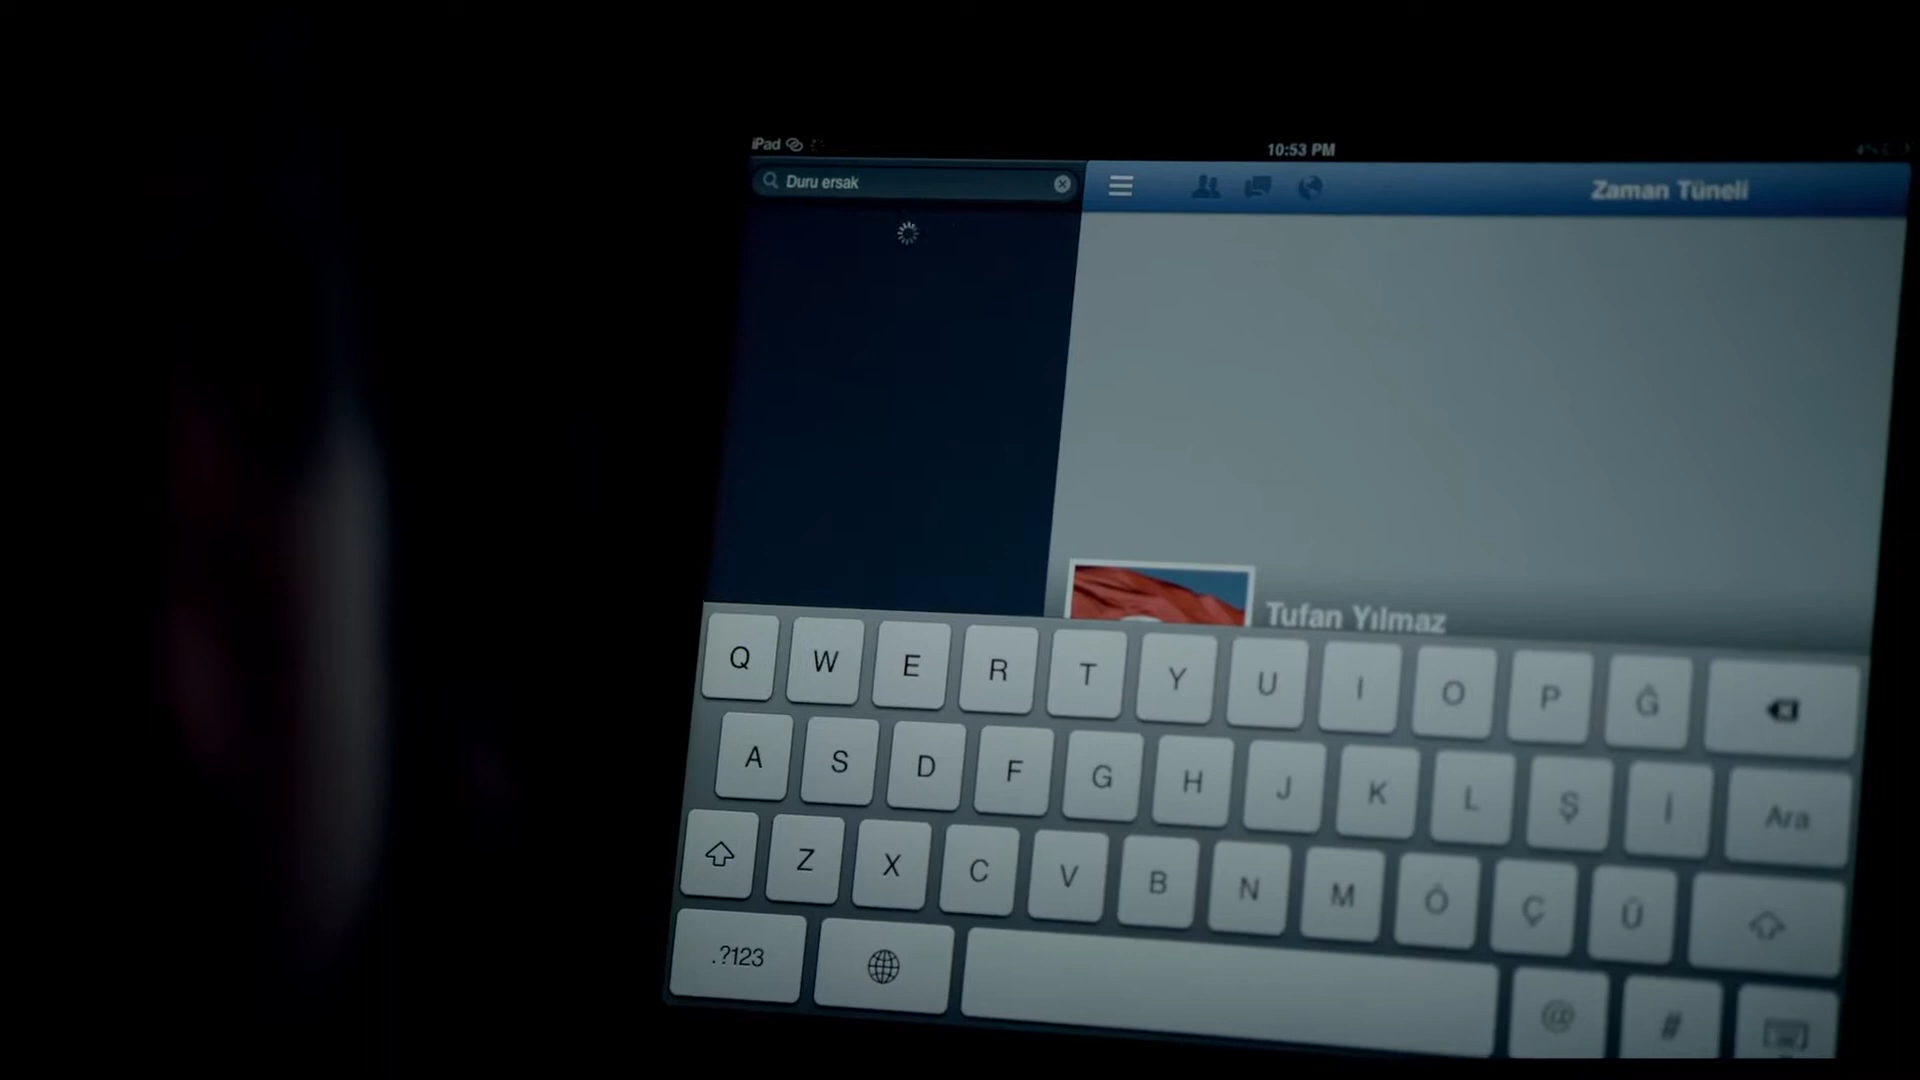 iPad
10:53 PM
Duru ersak
Zaman Tüneli
Tufan Yılmaz
Q W E R T Y U I O P Ğ
A S D F G H J K L Ş İ Ara
Z X C V B N M Ö Ç Ü
.?123 @ #